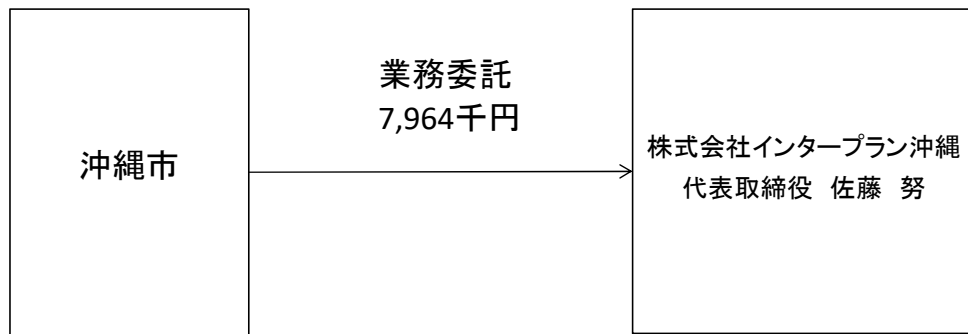 沖縄市
業務委託
7,964千円
株式会社インタープラン沖縄
代表取締役　佐藤　努